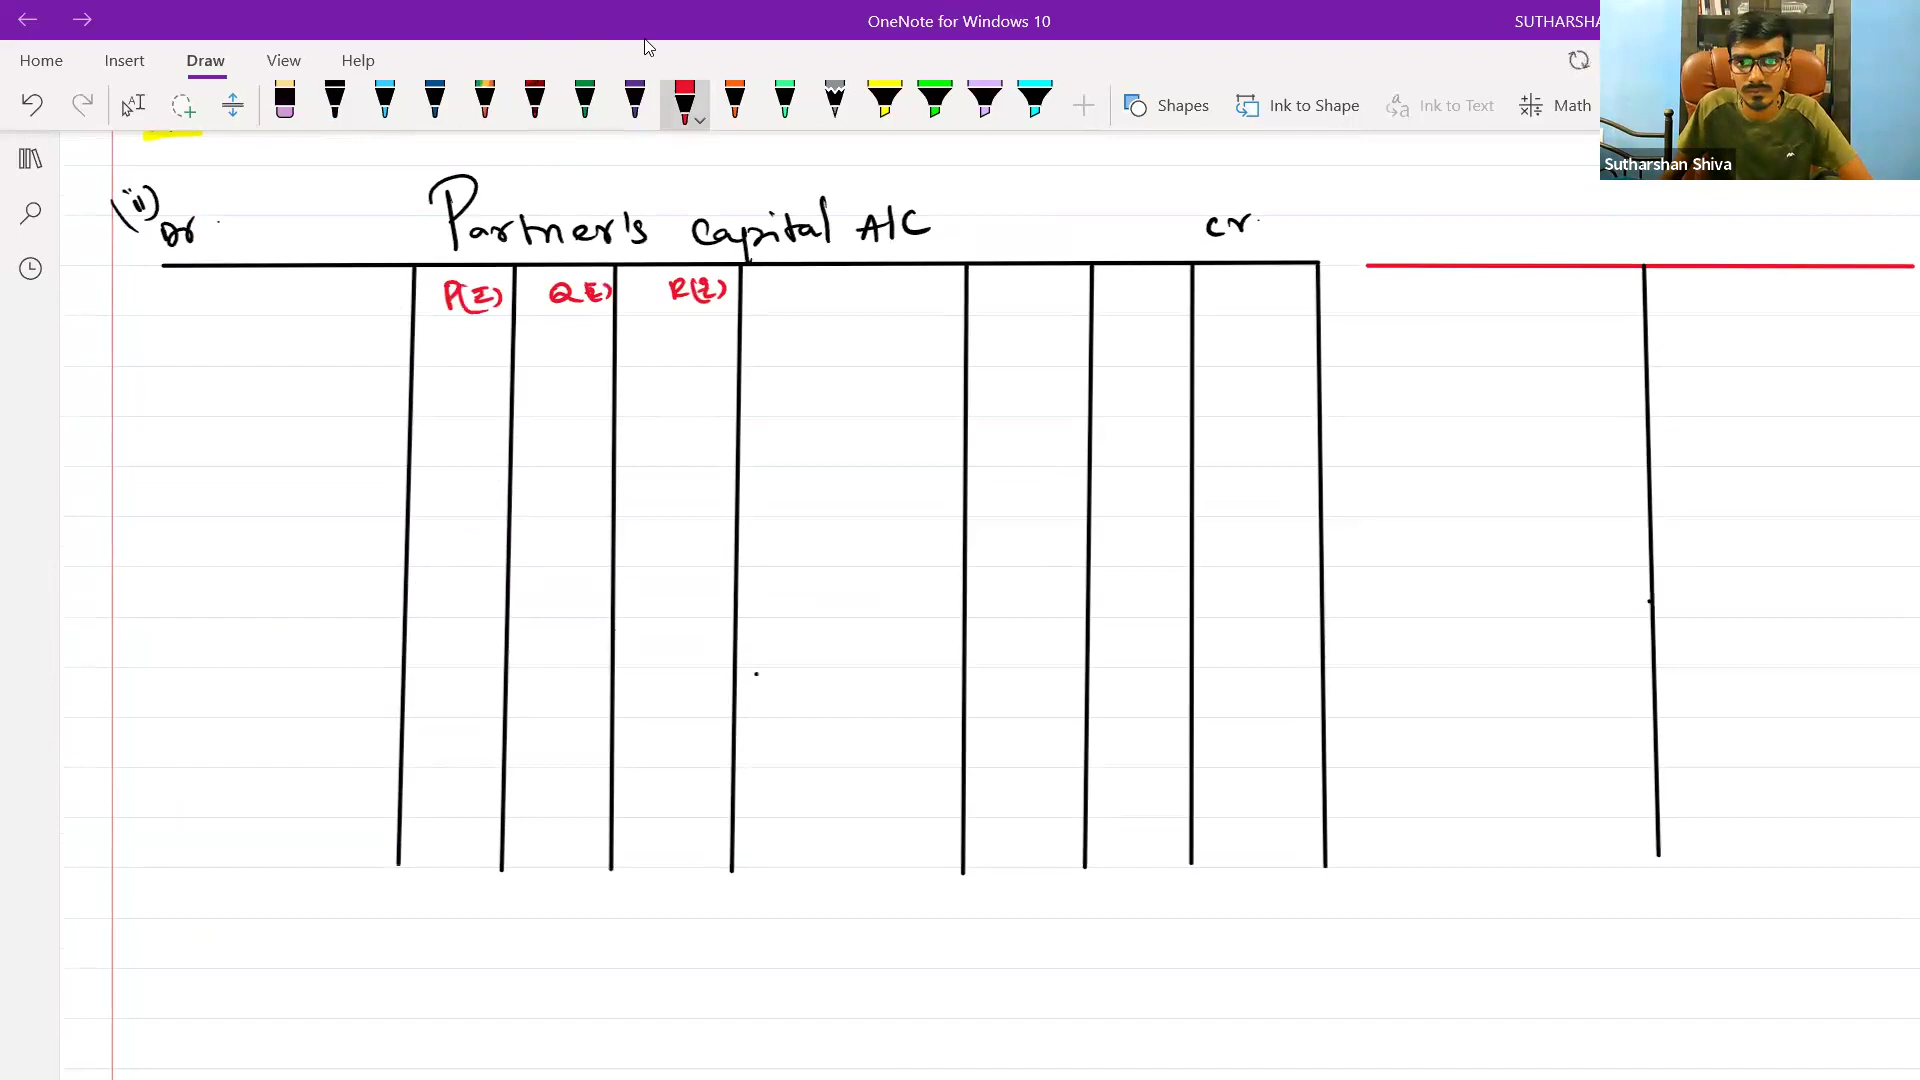 OneNote for Windows 10
SUTHARSHA
Home Insert Draw View Help
Shapes Ink to Shape Ink to Text Math
Sutharshan Shiva
(ii) Dr Partner's capital A/C cr
P(₹) Q(₹) R(₹)